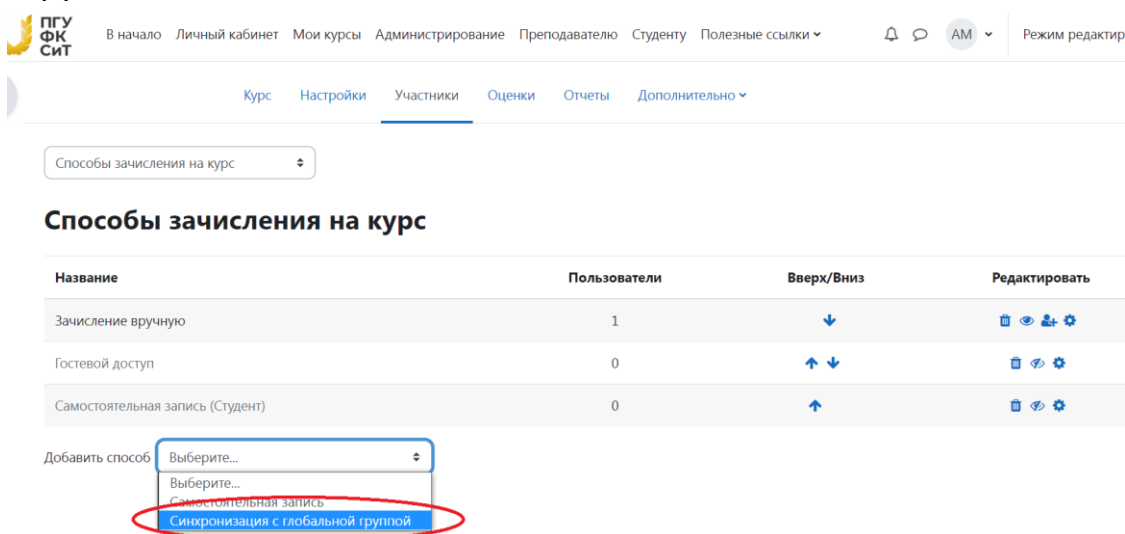 ПГУ
ФК
СиТ
В начало Личный кабинет Мои курсы Администрирование Преподавателю Студенту Полезные ссылки АМ Режим редактир
Курс Настройки Участники Оценки Отчеты Дополнительно
Способы зачисления на курс
Способы зачисления на курс
Название Пользователи Вверх/Вниз Редактировать
Зачисление вручную 1
Гостевой доступ 0
Самостоятельная запись (Студент) 0
Добавить способ Выберите...
Выберите...
Самостоятельная запись
Синхронизация с глобальной группой